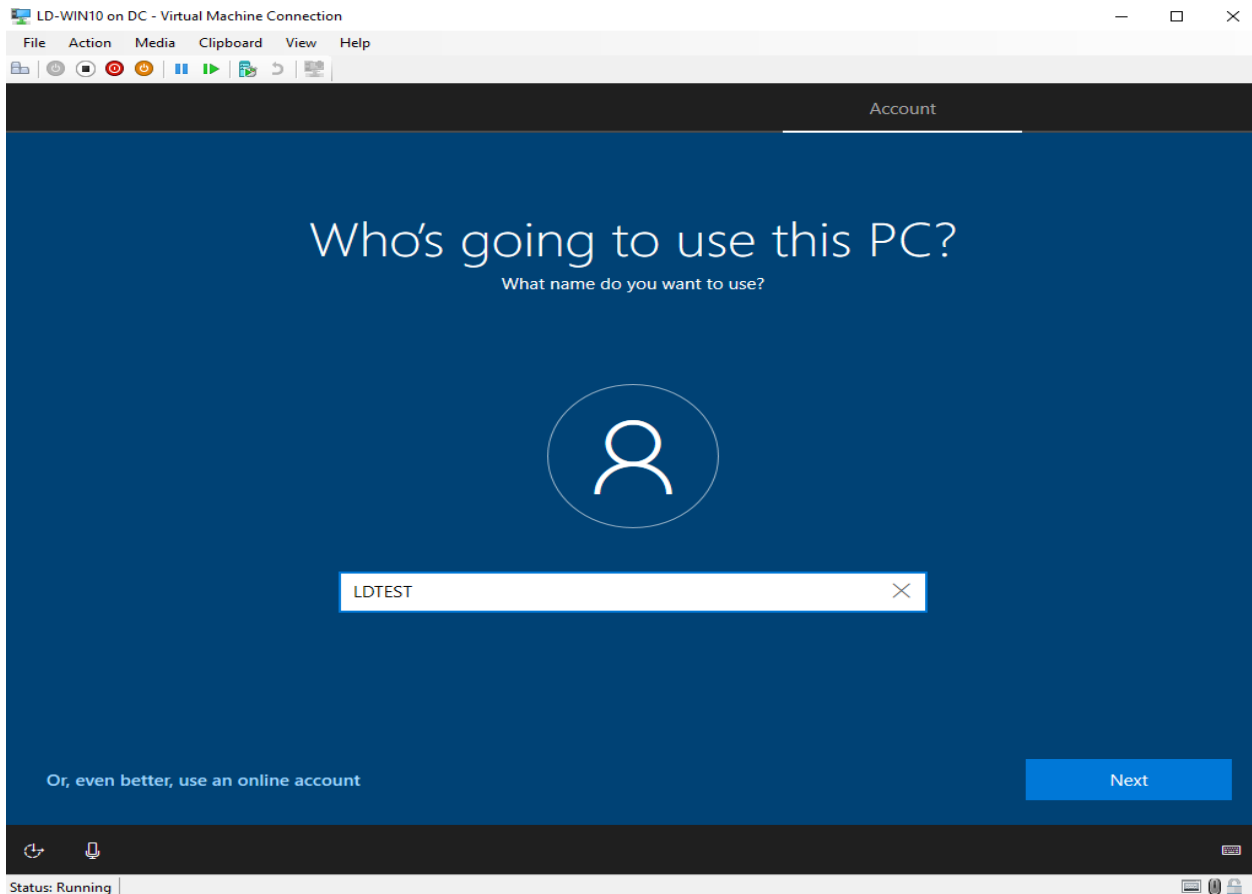 LD-WIN10 on DC - Virtual Machine Connection
File Action Media Clipboard View Help
Account
Who's going to use this PC?
What name do you want to use?
LDTEST
Or, even better, use an online account
Next
Status: Running